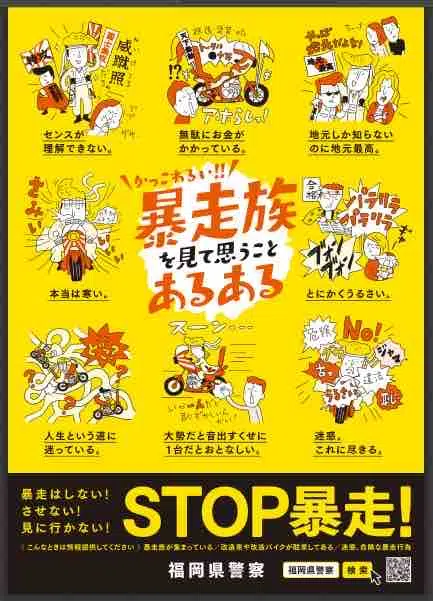 威蹴照
センスが
理解できない。
!?
アホらしっ!
無駄にお金が
かかっている。
地元しか知らない
のに地元最高。
かっこわるい!!
暴走族
を見て思うこと
あるある
さみぃ
本当は寒い。
合格
パラリラ
パラリラ
とにかくうるさい。
人生という道に
迷っている。
スーン…
大勢だと音出すくせに
1台だとおとなしい。
危険
No!
迷惑。
これに尽きる。
暴走はしない!
させない!
見に行かない!
STOP暴走!
こんなときは情報提供してください
暴走族が集まっている/改造車や改造バイクが駐車してある/迷惑、危険な暴走行為
福岡県警察
福岡県警察 検索